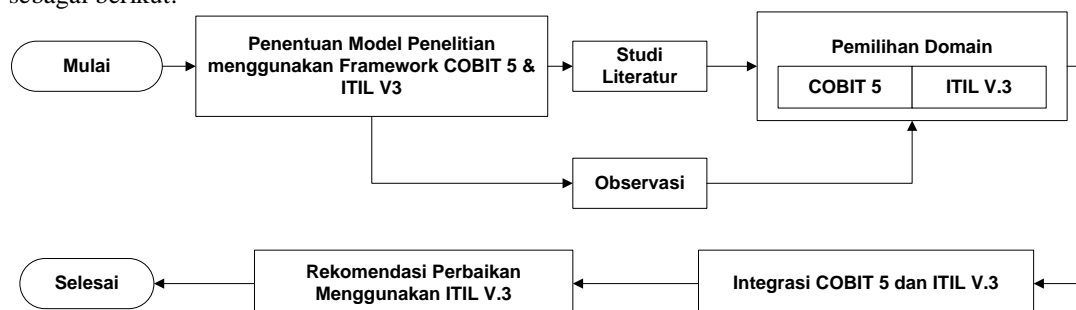 sebagai berikut:
Mulai
Penentuan Model Penelitian
menggunakan Framework COBIT 5 &
ITIL V3
Studi
Literatur
Pemilihan Domain
COBIT 5
ITIL V.3
Observasi
Selesai
Rekomendasi Perbaikan
Menggunakan ITIL V.3
Integrasi COBIT 5 dan ITIL V.3